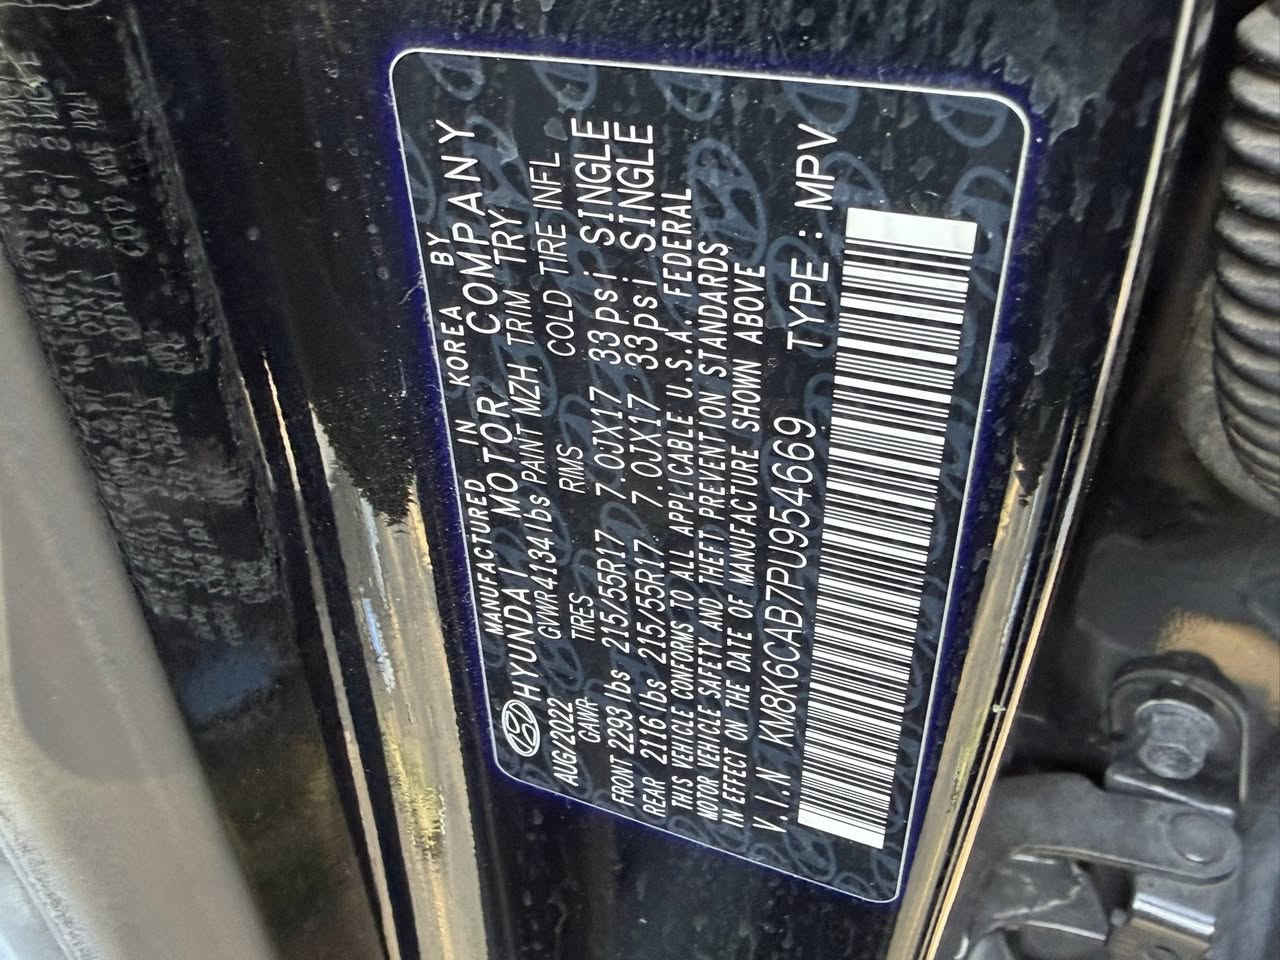 MANUFACTURED IN KOREA BY
HYUNDAI MOTOR COMPANY
AUG/2022 GVWR 4134lbs PAINT MZH TRIM TRY
GAWR TIRES RIMS COLD TIRE INFL
FRONT 2293 lbs 215/55R17 7.0JX17 33psi SINGLE
REAR 2116 lbs 215/55R17 7.0JX17 33psi SINGLE
THIS VEHICLE CONFORMS TO ALL APPLICABLE U.S.A. FEDERAL
MOTOR VEHICLE SAFETY AND THEFT PREVENTION STANDARDS
IN EFFECT ON THE DATE OF MANUFACTURE SHOWN ABOVE
V.I.N KM8K6CAB7PU954669 TYPE: MPV